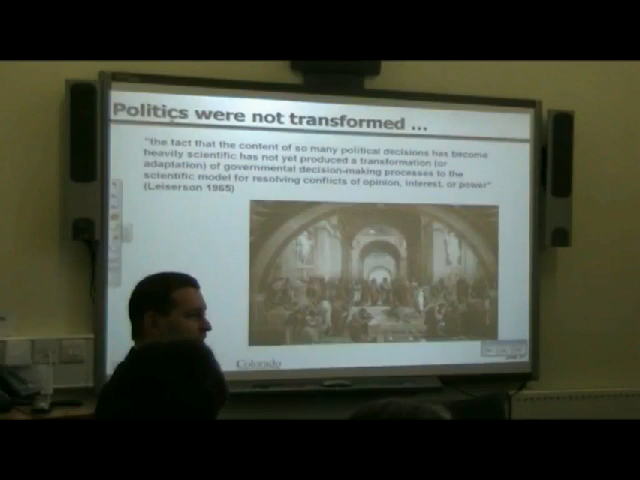 Politics were not transformed ...
"the fact that the content of so many political decisions has become
heavily scientific has not yet produced a transformation (or
adaptation) of governmental decision-making processes to the
scientific model for resolving conflicts of opinion, interest, or power"
(Leiserson 1965)
Colorado